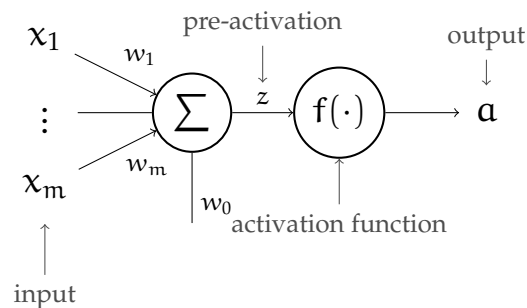 pre-activation
output
x₁
w₁
⋮
∑
z
f(·)
a
wₘ
xₘ
w₀
activation function
input